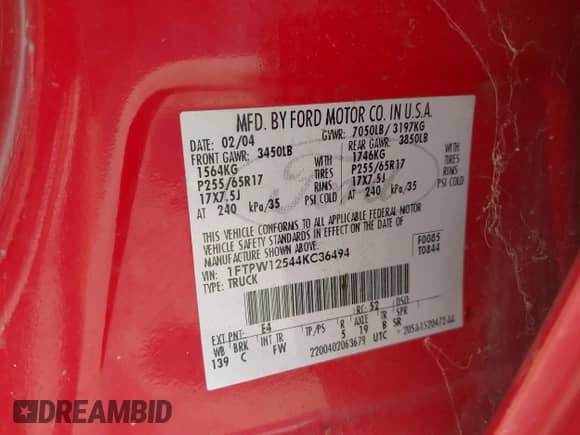 MFD. BY FORD MOTOR CO. IN U.S.A.
DATE: 02/04 GVWR: 7050LB/ 3197KG
FRONT GAWR: 3450LB REAR GAWR: 3850LB
1564KG WITH 1746KG WITH
P255/65R17 TIRES P255/65R17 TIRES
17X7.5J RIMS 17X7.5J RIMS
AT 240 kPa/35 PSI COLD AT 240 kPa/35 PSI COLD
THIS VEHICLE CONFORMS TO ALL APPLICABLE FEDERAL MOTOR
VEHICLE SAFETY STANDARDS IN EFFECT ON THE DATE OF
MANUFACTURE SHOWN ABOVE.
VIN: 1FTPW12544KC36494 F0085
TYPE: TRUCK T0844
EXT PNT: E4 RC: 52 DSO:
WB BRK INT TR TP/PS R AXLE TR SPR
139 C FW 5 19 B SR
2200402063679 UTC
Ford
DREAMBID